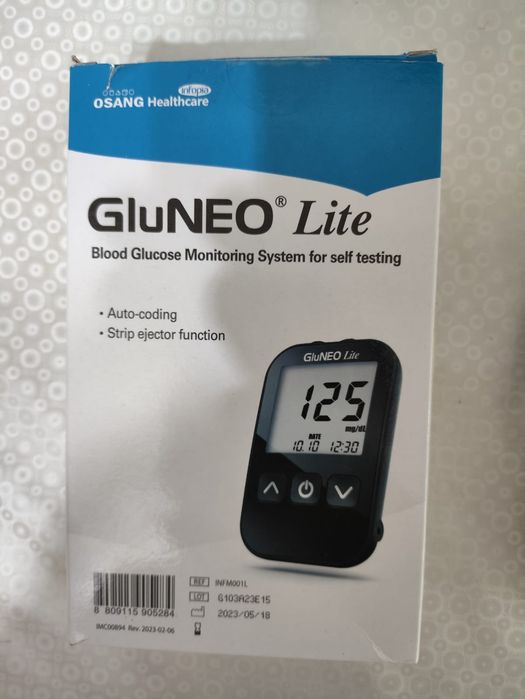 infopia
OSANG Healthcare
GluNEO® Lite
Blood Glucose Monitoring System for self testing
• Auto-coding
• Strip ejector function
GluNEO Lite
125
mg/dL
DATE
10.10 12:30
REF INFM001L
LOT G103A23E15
2023/05/18
8 809115 905284
IMC00894 Rev. 2023-02-06